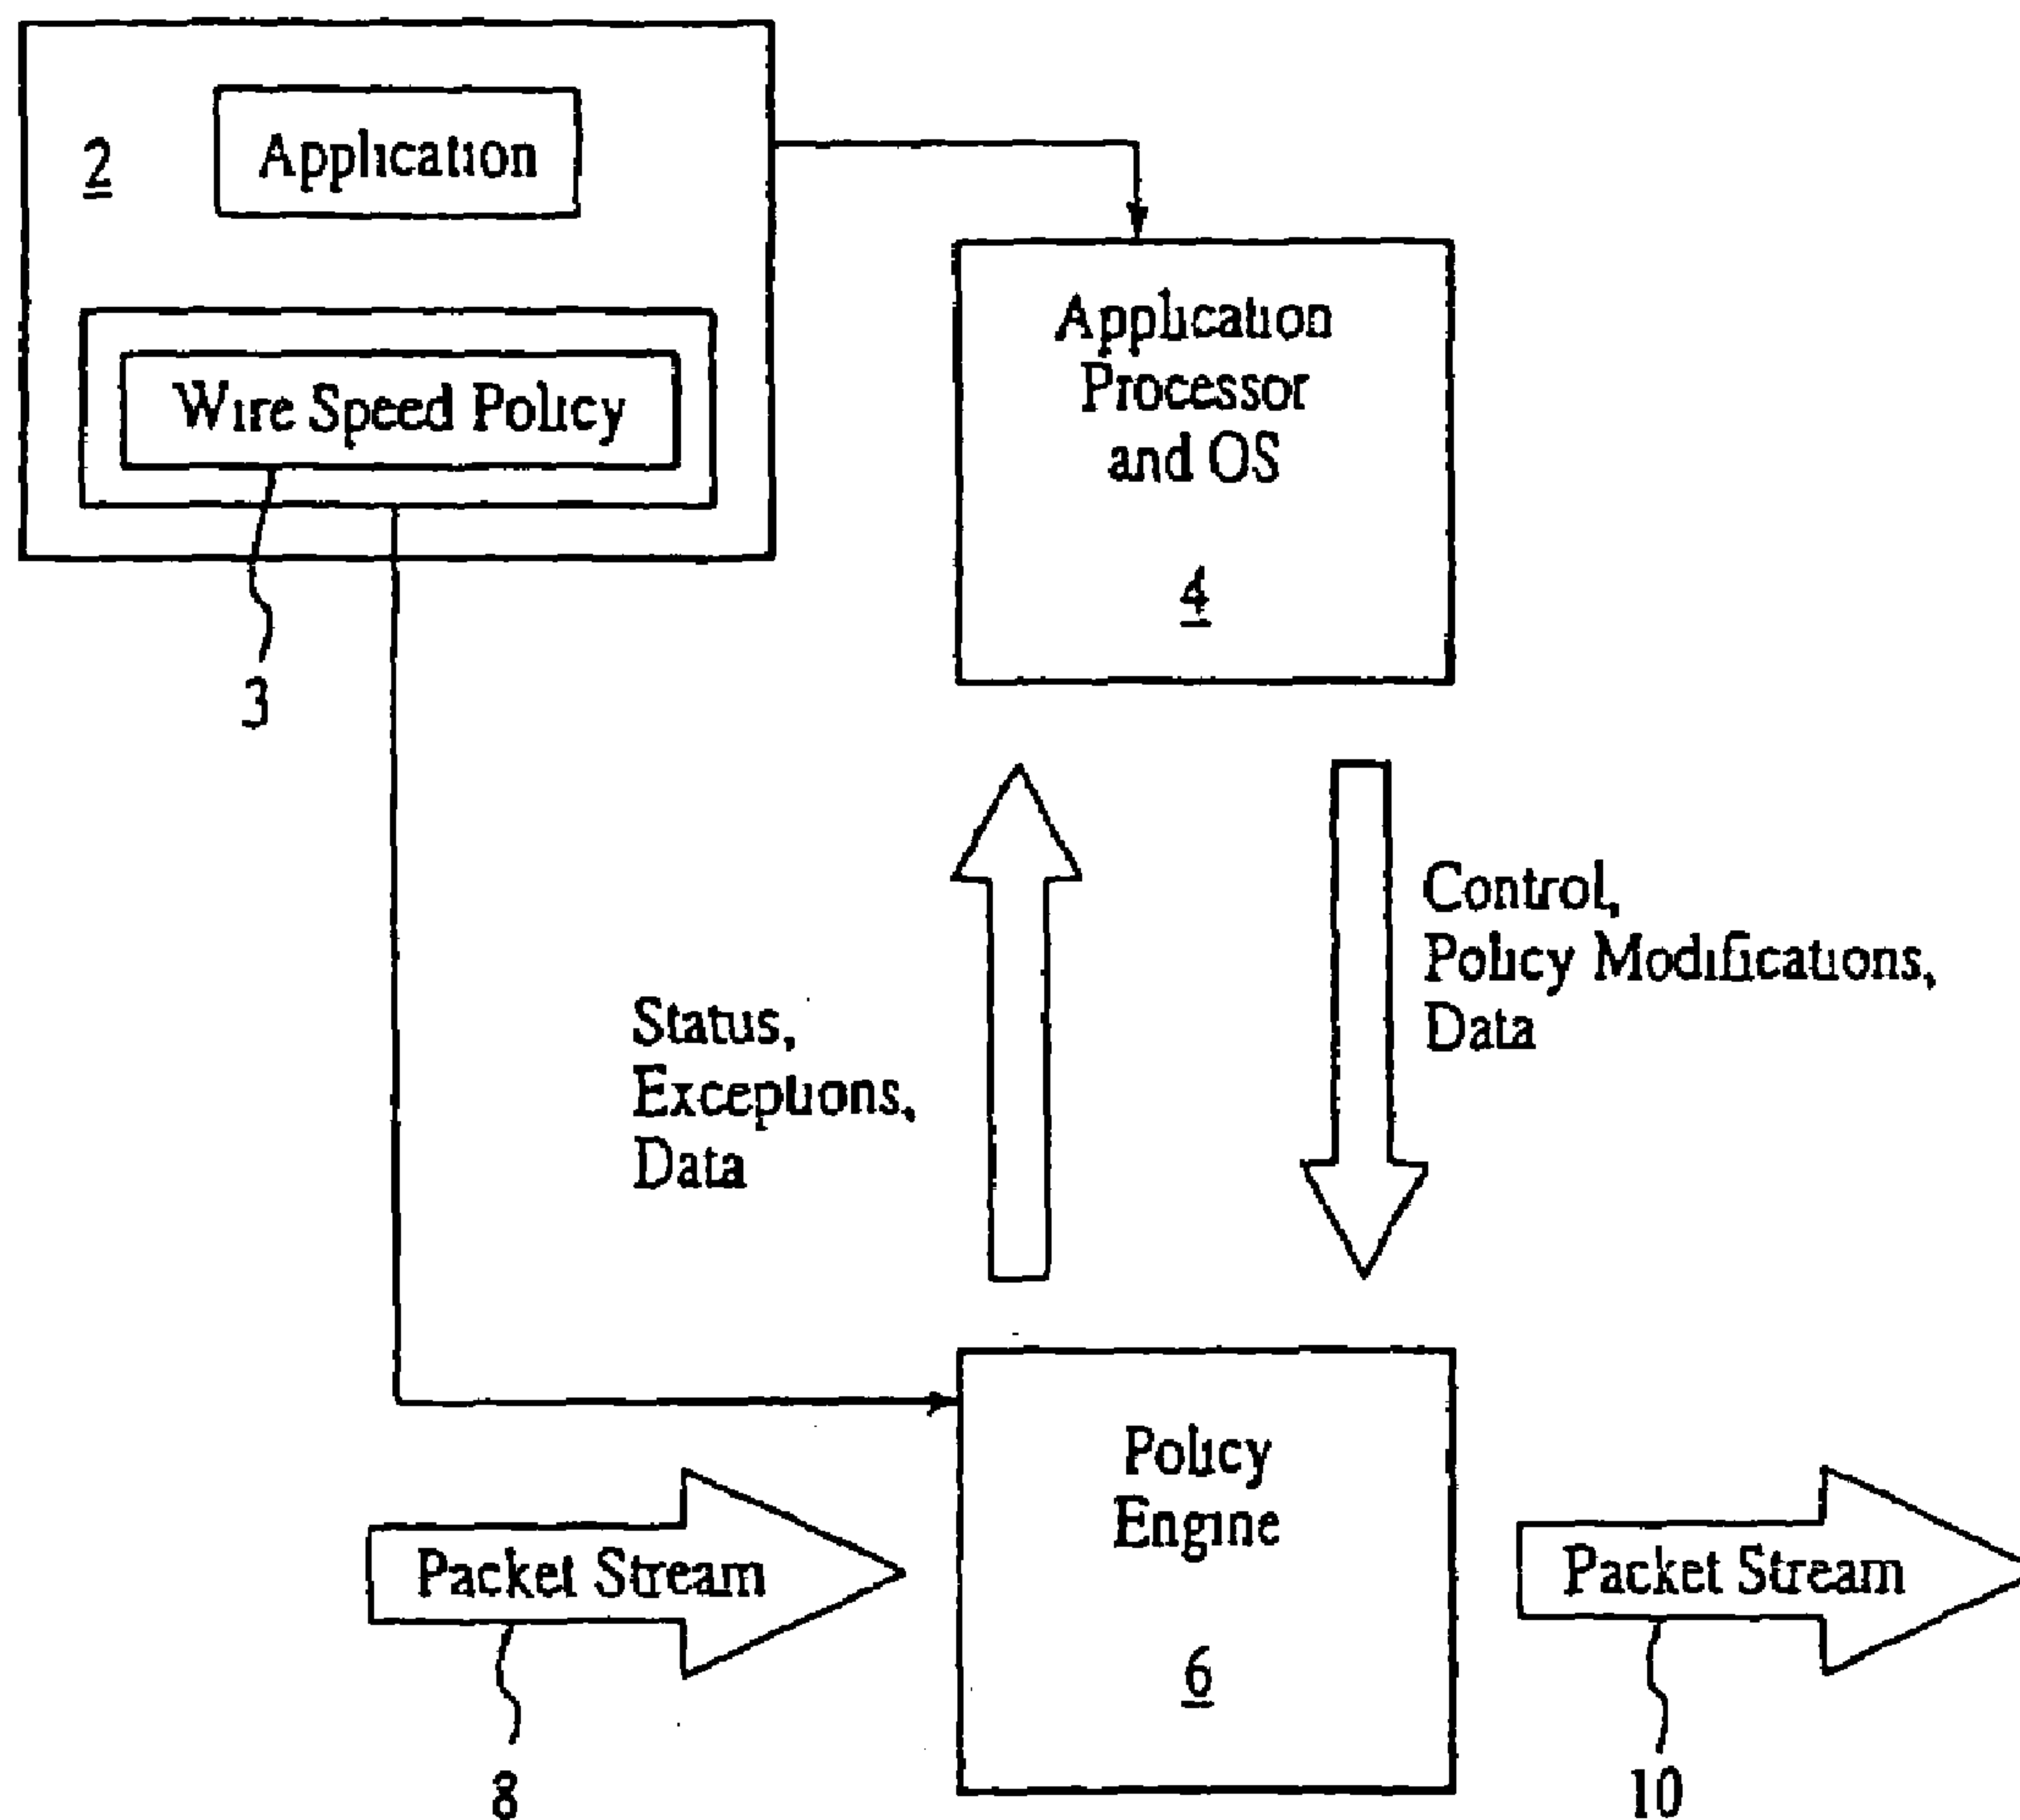 2
Application
Wire Speed Policy
3
Application
Processor
and OS
4
Status,
Exceptions,
Data
Control,
Policy Modifications,
Data
Policy
Engine
6
Packet Stream
8
Packet Stream
10